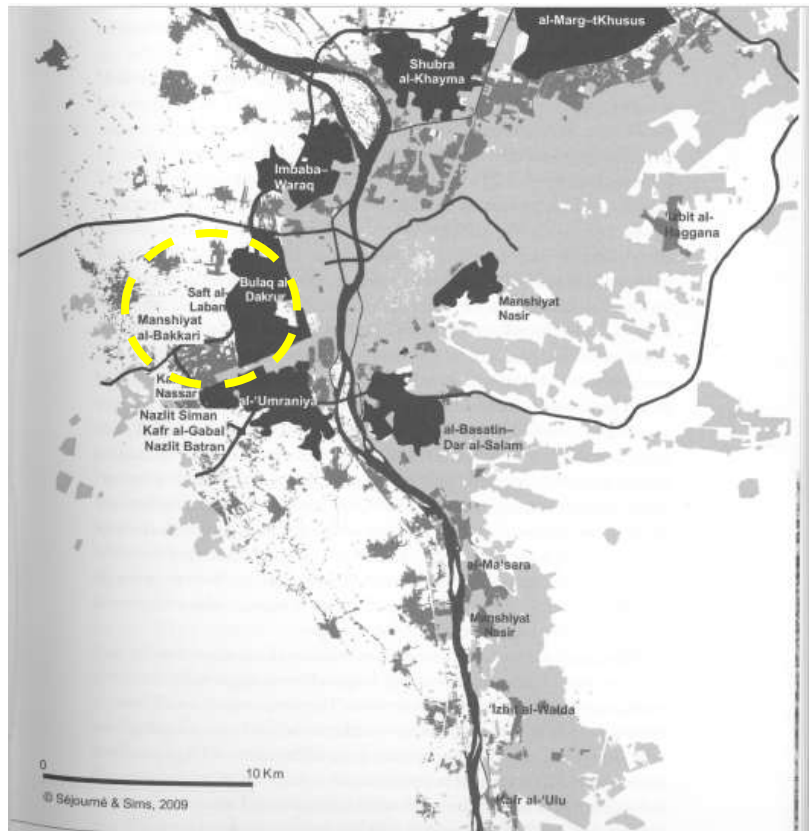 al-Marg–tKhusus
Shubra
al-Khayma
Imbaba–
Waraq
'Izbit al-
Haggana
Bulaq al-
Dakrur
Saft al-
Laban
Manshiyat
al-Bakkari
Manshiyat
Nasir
Nassar
al-'Umraniya
Nazlit Siman
Kafr al-Gabal
Nazlit Batran
al-Basatin–
Dar al-Salam
al-Ma'sara
Manshiyat
Nasir
'Izbit al-Walda
Kafr al-'Ulu
0
10 Km
© Séjourné & Sims, 2009